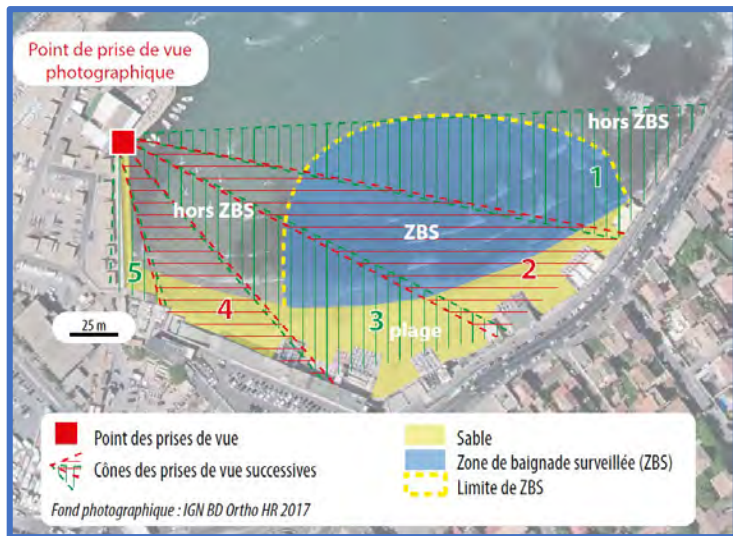 Point de prise de vue
photographique
hors ZBS
1
hors ZBS
ZBS
2
5
4
3
plage
25 m
Point des prises de vue
Cônes des prises de vue successives
Fond photographique : IGN BD Ortho HR 2017
Sable
Zone de baignade surveillée (ZBS)
Limite de ZBS